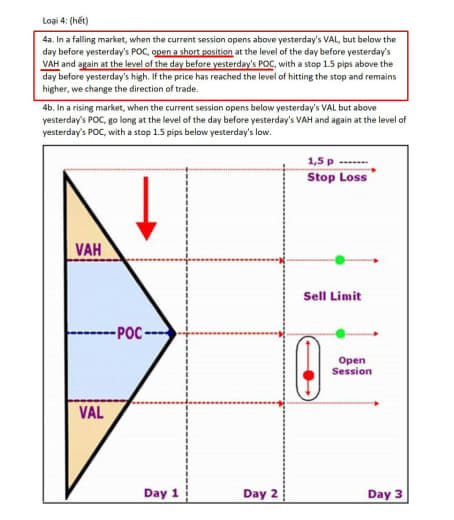 Loại 4: (hết)
4a. In a falling market, when the current session opens above yesterday's VAL, but below the
day before yesterday's POC, open a short position at the level of the day before yesterday's
VAH and again at the level of the day before yesterday's POC, with a stop 1.5 pips above the
day before yesterday's high. If the price has reached the level of hitting the stop and remains
higher, we change the direction of trade.
4b. In a rising market, when the current session opens below yesterday's VAL but above
yesterday's POC, go long at the level of the day before yesterday's VAH and again at the level of
yesterday's POC, with a stop 1.5 pips below yesterday's low.
1,5 p
Stop Loss
VAH
Sell Limit
POC
Open
Session
VAL
Day 1
Day 2
Day 3